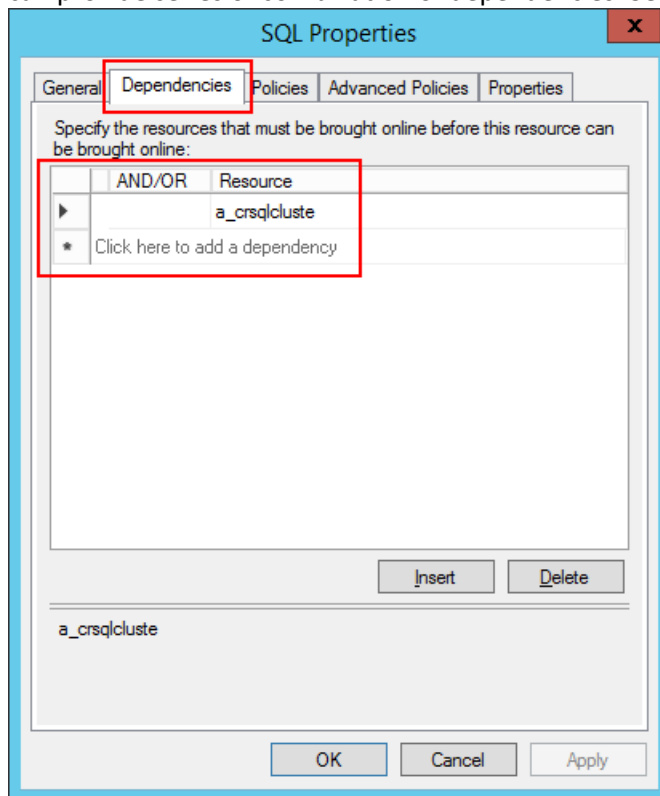 SQL Properties
x
General Dependencies Policies Advanced Policies Properties
Specify the resources that must be brought online before this resource can
be brought online:
AND/OR Resource
a_crsqlcluste
* Click here to add a dependency
Insert Delete
a_crsqlcluste
OK Cancel Apply